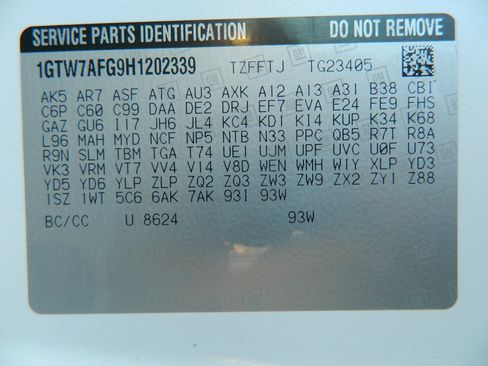 SERVICE PARTS IDENTIFICATION DO NOT REMOVE
1GTW7AFG9H1202339 TZFFTJ TG23405
AK5 AR7 ASF ATG AU3 AXK A12 A13 A31 B38 CBT
C6P C60 C99 DAA DE2 DRJ EF7 EVA E24 FE9 FHS
GAZ GU6 I17 JH6 JL4 KC4 KDI K14 KUP K34 K68
L96 MAH MYD NCF NP5 NTB N33 PPC QB5 R7T R8A
R9N SLM TBM TGA T74 UE1 UJM UPF UVC U0F U73
VK3 VRM VT7 VV4 V14 V8D WEN WMH W1Y XLP YD3
YD5 YD6 YLP ZLP ZQ2 ZQ3 ZW3 ZW9 ZX2 ZY1 Z88
1SZ 1WT 5C6 6AK 7AK 93I 93W
BC/CC U 8624 93W